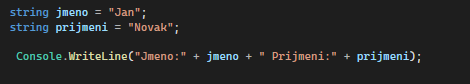 string jmeno = "Jan";
string prijmeni = "Novak";
Console.WriteLine("Jmeno:" + jmeno + " Prijmeni:" + prijmeni);